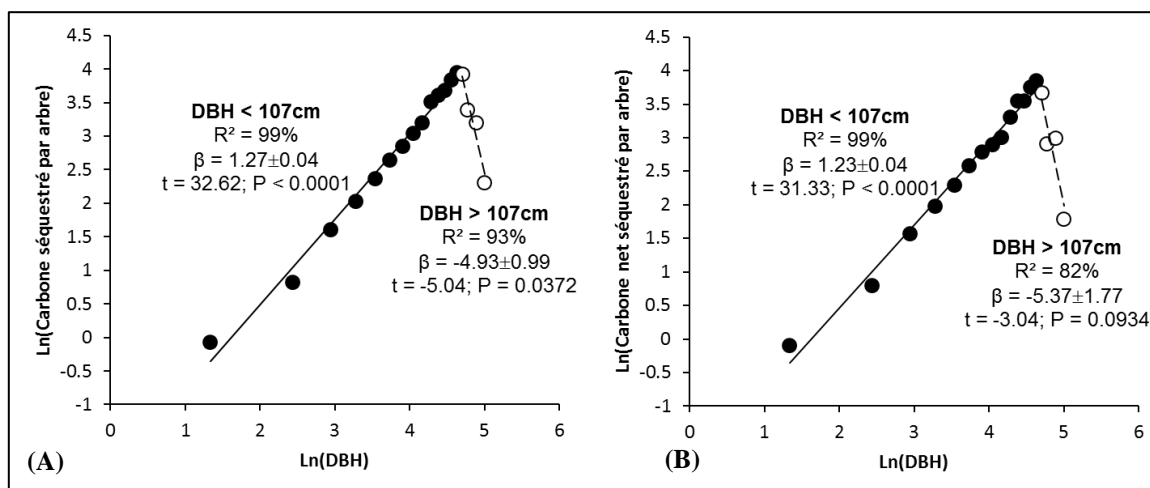 4.5
4
3.5
3
2.5
2
1.5
1
0.5
0
-0.5
-1
Ln(Carbone séquestré par arbre)
DBH < 107cm
R² = 99%
β = 1.27±0.04
t = 32.62; P < 0.0001
DBH > 107cm
R² = 93%
β = -4.93±0.99
t = -5.04; P = 0.0372
0 1 2 3 4 5 6
Ln(DBH)
(A)
4.5
4
3.5
3
2.5
2
1.5
1
0.5
0
-0.5
-1
Ln(Carbone net séquestré par arbre)
DBH < 107cm
R² = 99%
β = 1.23±0.04
t = 31.33; P < 0.0001
DBH > 107cm
R² = 82%
β = -5.37±1.77
t = -3.04; P = 0.0934
0 1 2 3 4 5 6
Ln(DBH)
(B)